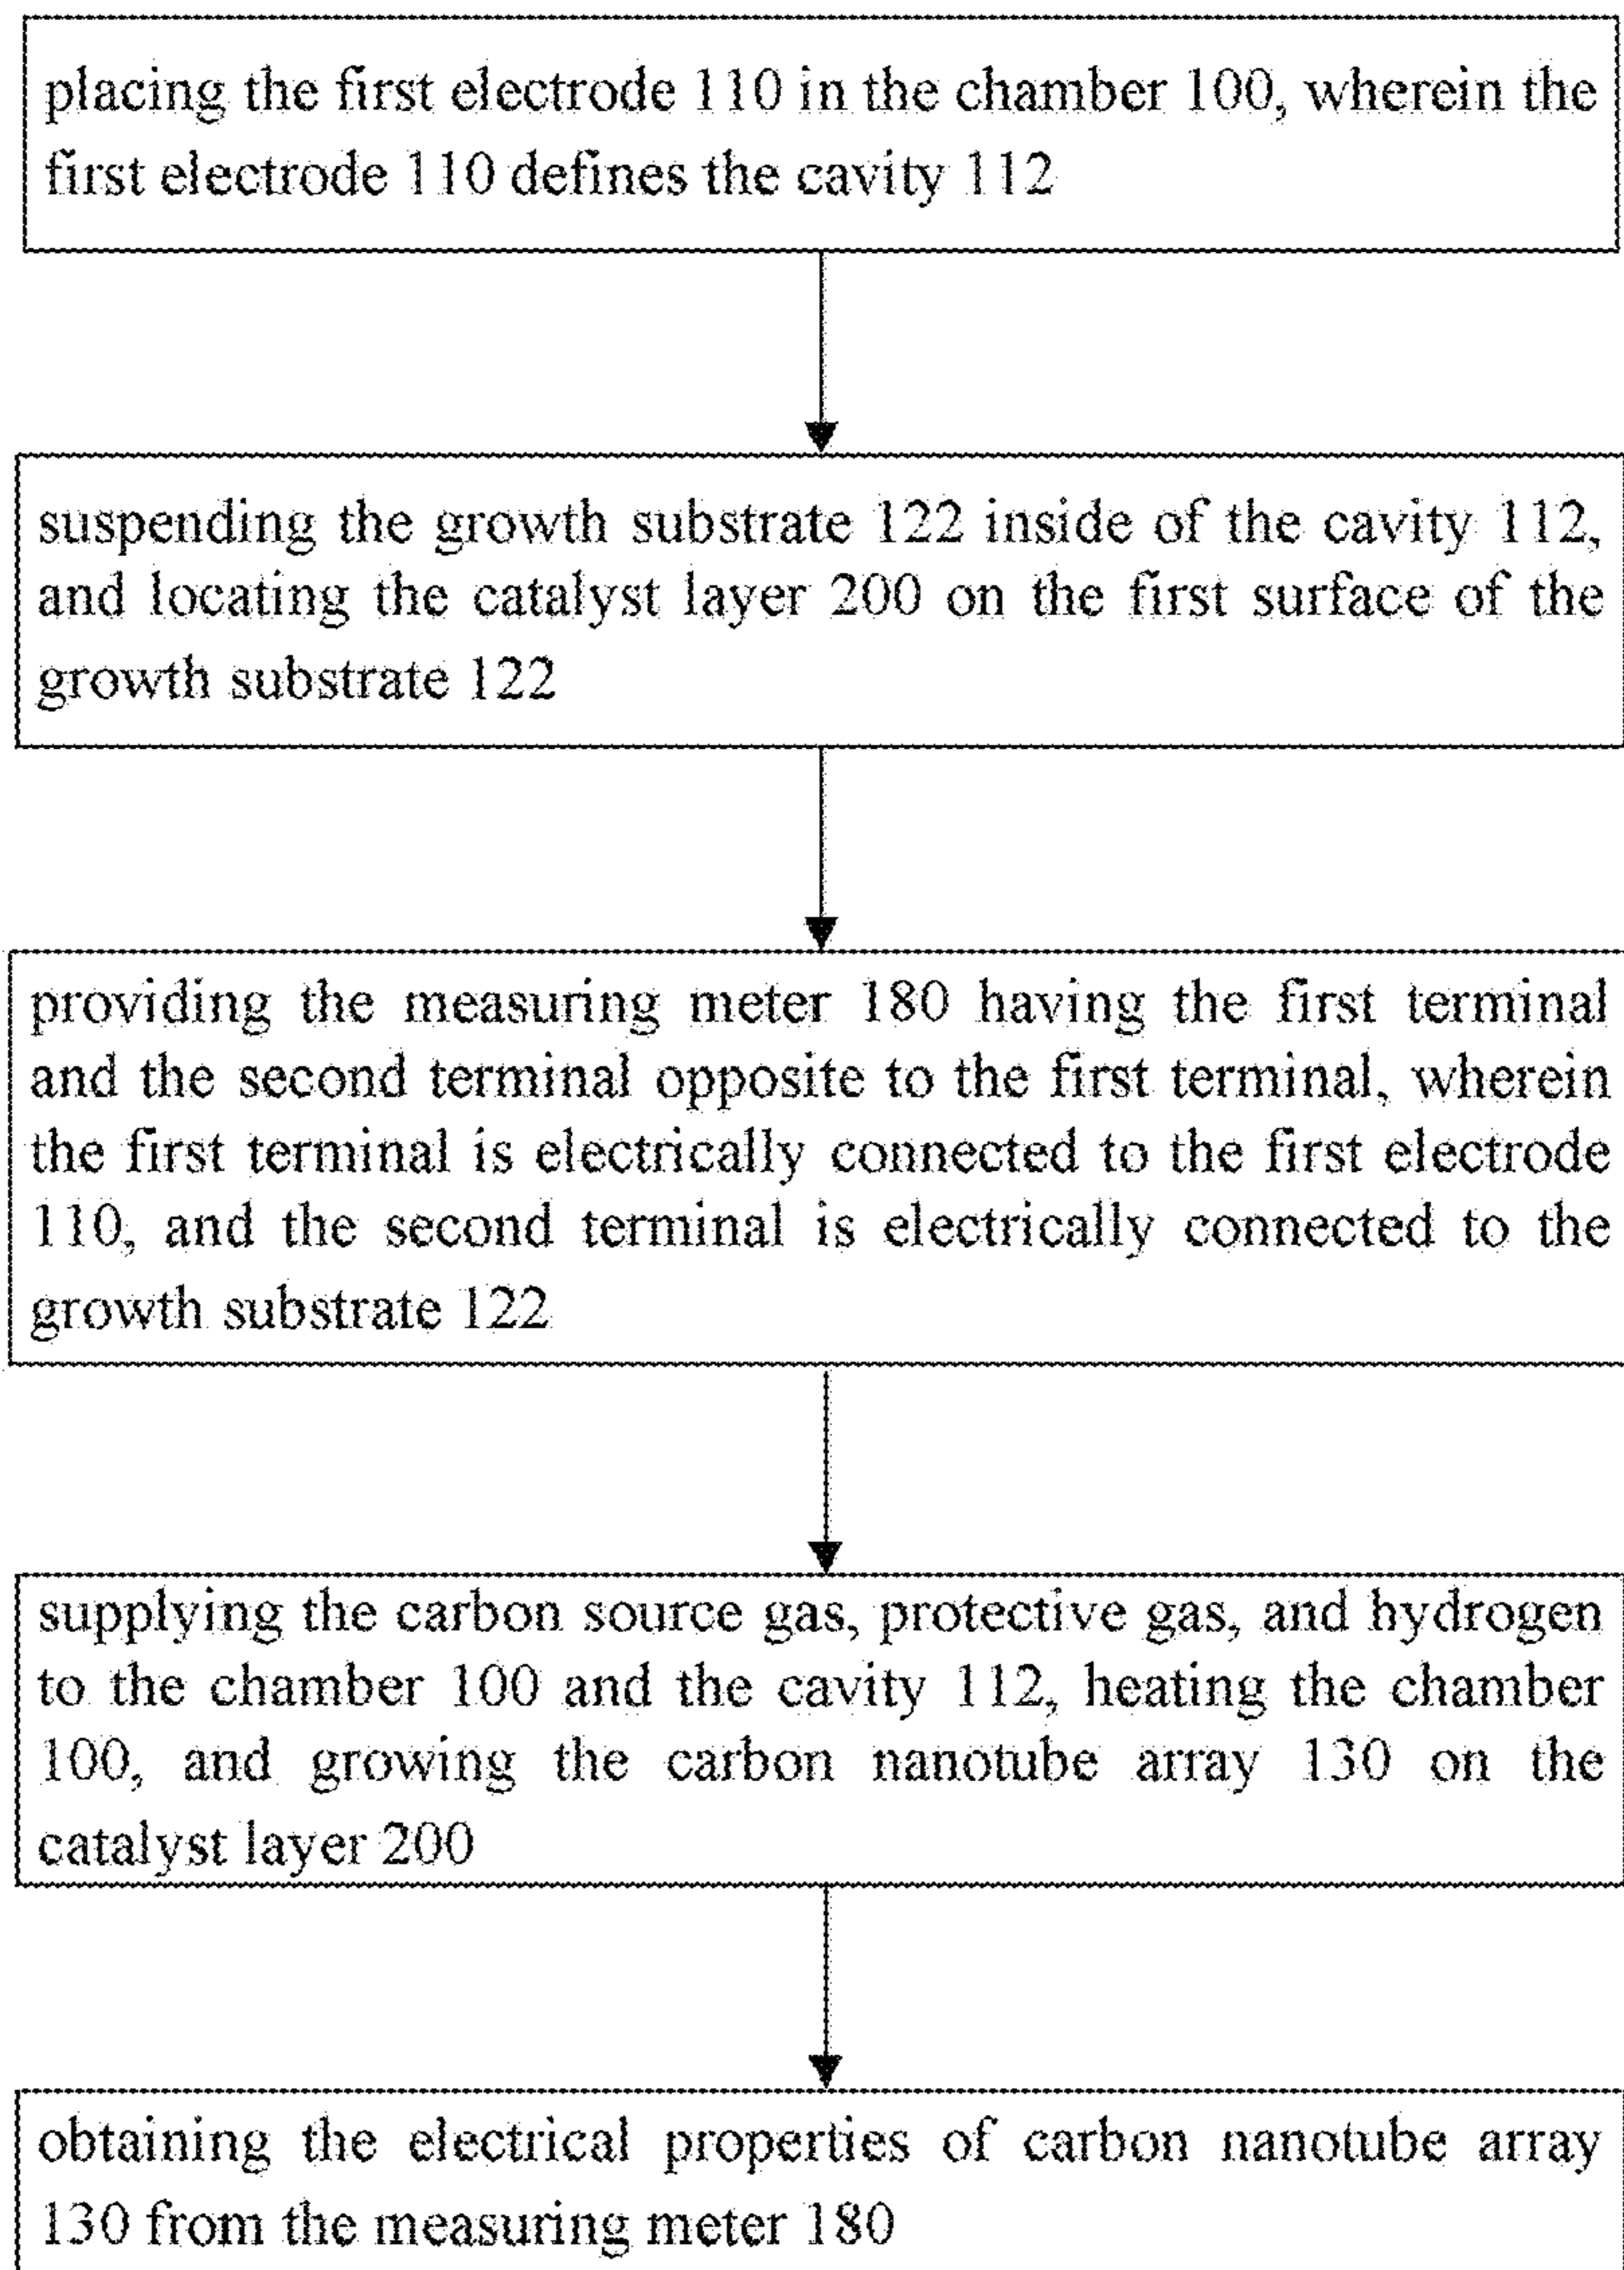 placing the first electrode 110 in the chamber 100, wherein the
first electrode 110 defines the cavity 112
suspending the growth substrate 122 inside of the cavity 112,
and locating the catalyst layer 200 on the first surface of the
growth substrate 122
providing the measuring meter 180 having the first terminal
and the second terminal opposite to the first terminal, wherein
the first terminal is electrically connected to the first electrode
110, and the second terminal is electrically connected to the
growth substrate 122
supplying the carbon source gas, protective gas, and hydrogen
to the chamber 100 and the cavity 112, heating the chamber
100, and growing the carbon nanotube array 130 on the
catalyst layer 200
obtaining the electrical properties of carbon nanotube array
130 from the measuring meter 180